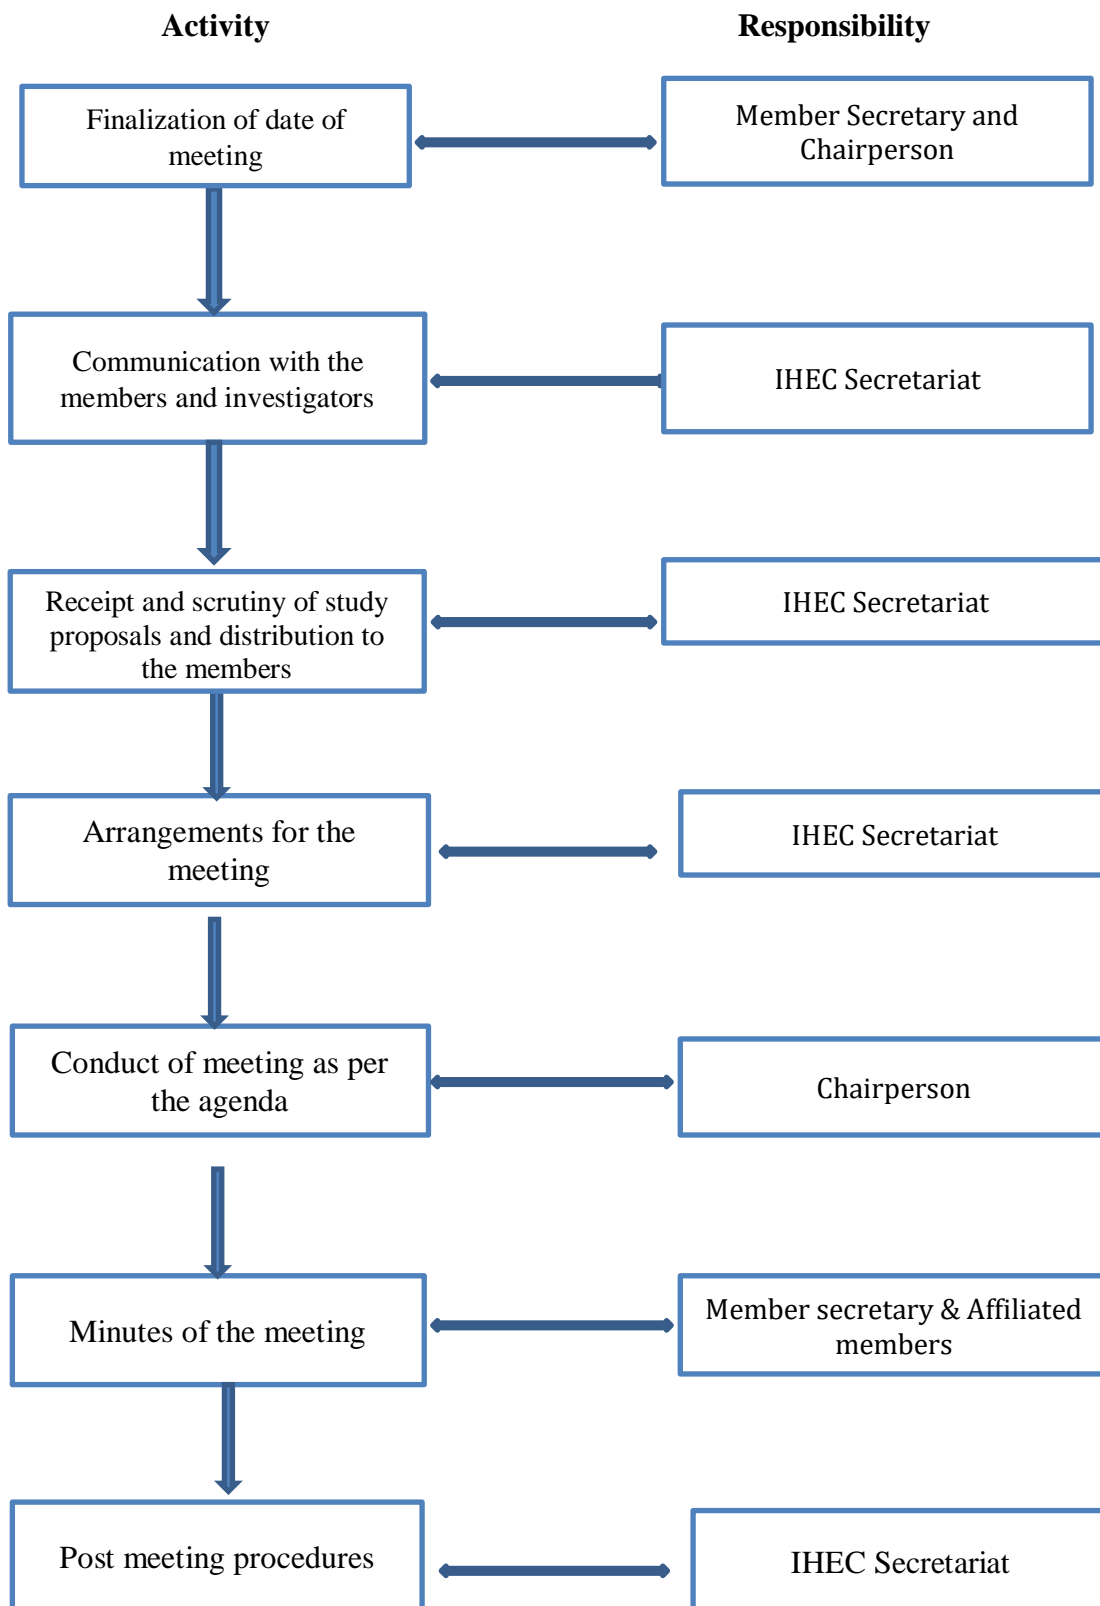 Activity
Responsibility
Finalization of date of
meeting
Member Secretary and
Chairperson
Communication with the
members and investigators
IHEC Secretariat
Receipt and scrutiny of study
proposals and distribution to
the members
IHEC Secretariat
Arrangements for the
meeting
IHEC Secretariat
Conduct of meeting as per
the agenda
Chairperson
Minutes of the meeting
Member secretary & Affiliated
members
Post meeting procedures
IHEC Secretariat